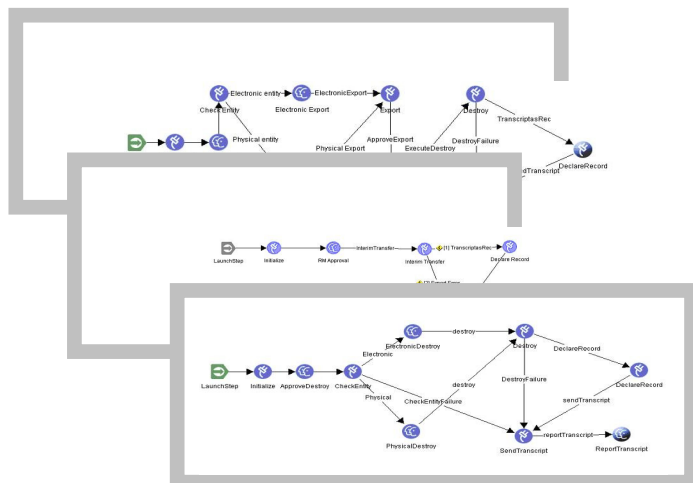 Electronic entity
ElectronicExport
Check Entity
Electronic Export
Export
Destroy
TranscriptasRec
Physical entity
ApproveExport
DestroyFailure
Physical Export
ExecuteDestroy
DeclareRecord
ndTranscript
InterimTransfer
[1] TranscriptasRec
LaunchStep
Initialize
RM Approval
Interim Transfer
Declare Record
destroy
ElectronicDestroy
Destroy
DeclareRecord
Electronic
LaunchStep
Initialize
ApproveDestroy
CheckEntity
destroy
DestroyFailure
DeclareRecord
Physical
CheckEntityFailure
sendTranscript
PhysicalDestroy
reportTranscript
SendTranscript
ReportTranscript